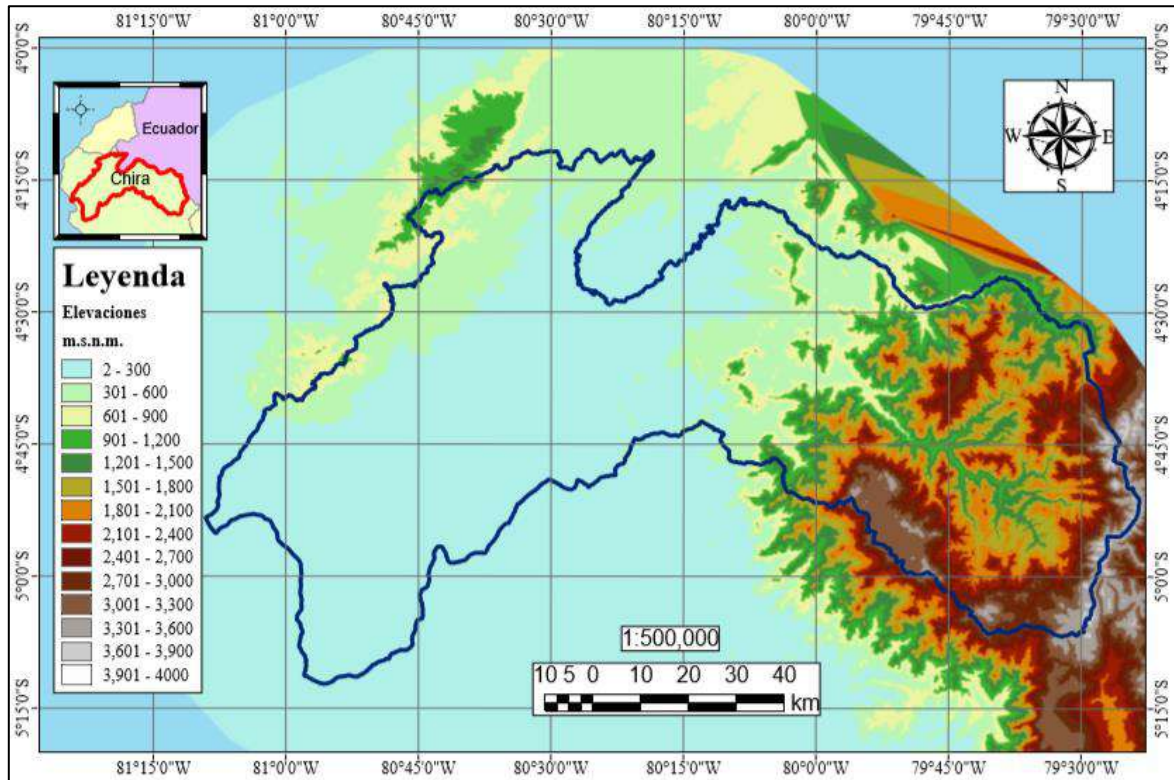 81°15'0"W 81°0'0"W 80°45'0"W 80°30'0"W 80°15'0"W 80°0'0"W 79°45'0"W 79°30'0"W
4°0'0"S 4°0'0"S
Ecuador
Chira
N
W E
S
4°15'0"S 4°15'0"S
Leyenda
Elevaciones
m.s.n.m.
2 - 300
301 - 600
601 - 900
901 - 1,200
1,201 - 1,500
1,501 - 1,800
1,801 - 2,100
2,101 - 2,400
2,401 - 2,700
2,701 - 3,000
3,001 - 3,300
3,301 - 3,600
3,601 - 3,900
3,901 - 4000
4°30'0"S 4°30'0"S
4°45'0"S 4°45'0"S
5°0'0"S 5°0'0"S
1:500,000
10 5 0 10 20 30 40
km
5°15'0"S 5°15'0"S
81°15'0"W 81°0'0"W 80°45'0"W 80°30'0"W 80°15'0"W 80°0'0"W 79°45'0"W 79°30'0"W